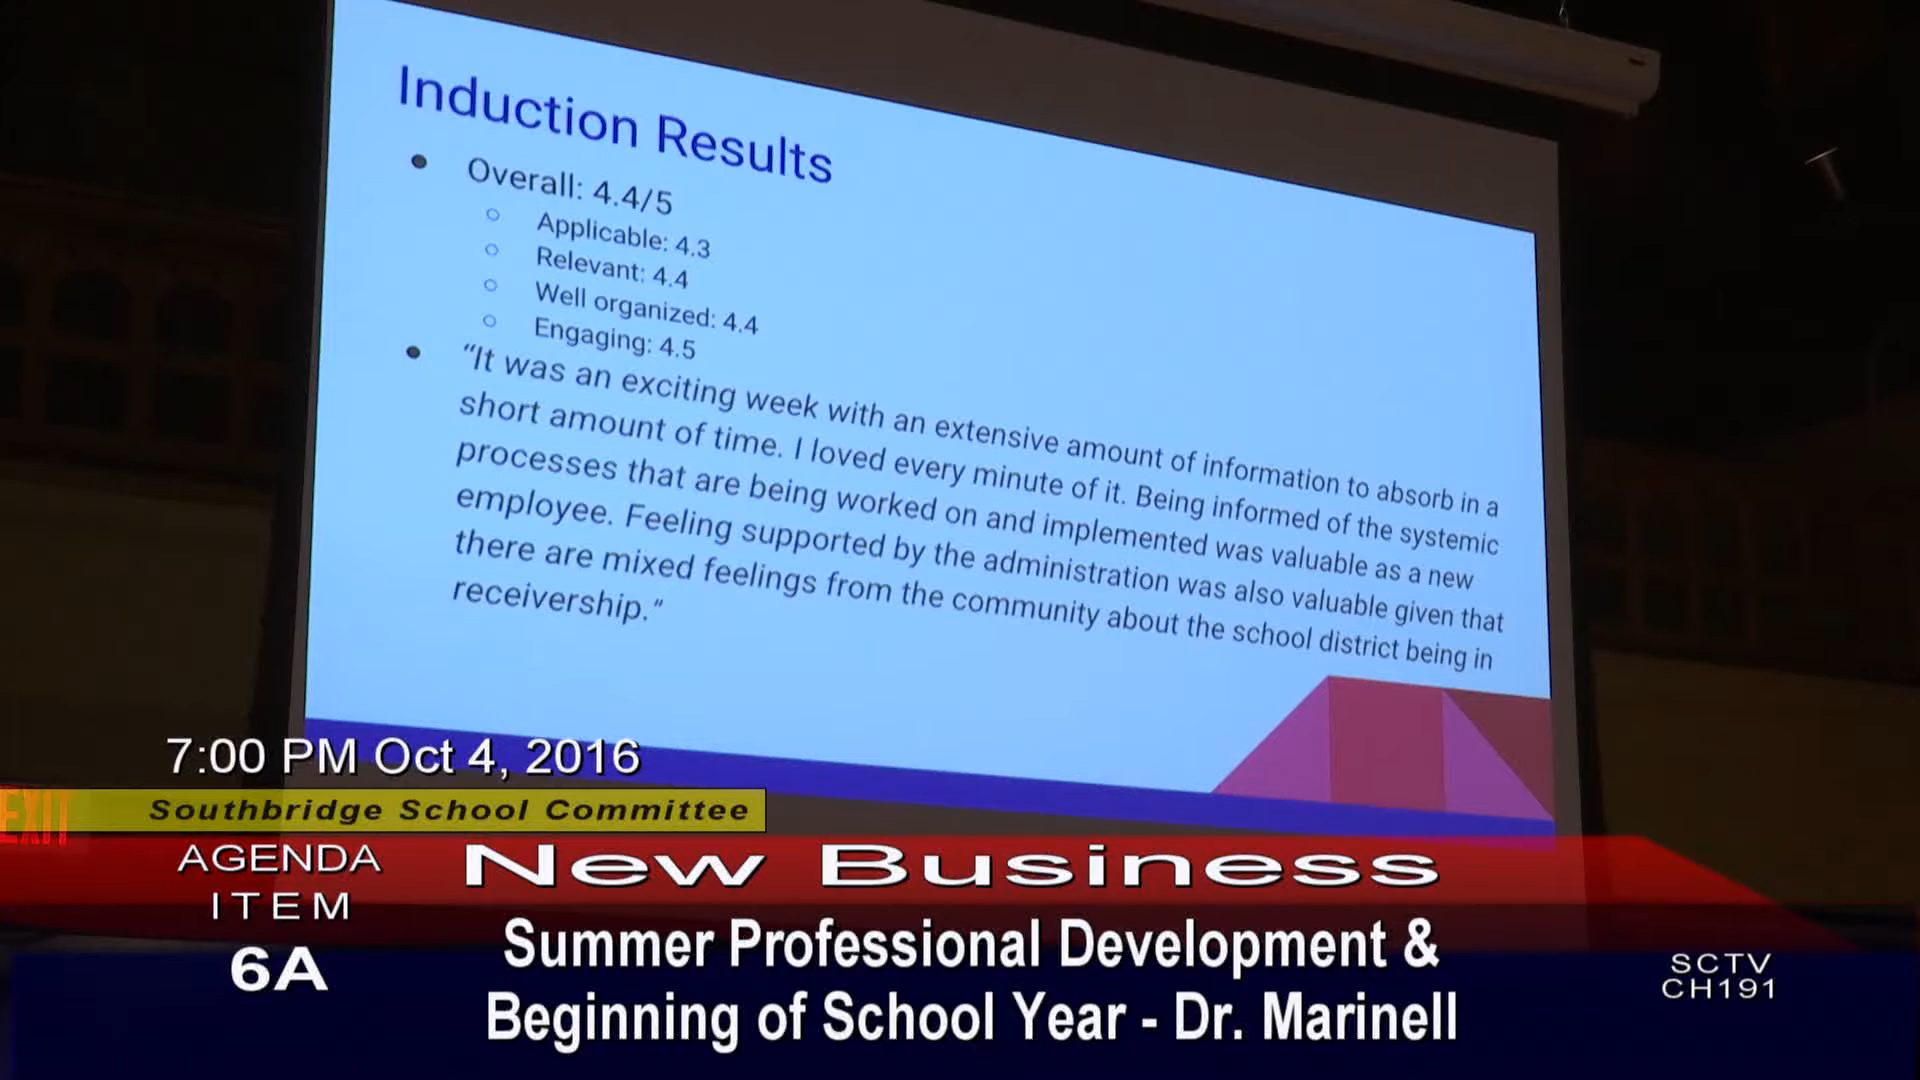 Induction Results
Overall: 4.4/5
Applicable: 4.3
Relevant: 4.4
Well organized: 4.4
Engaging: 4.5
“It was an exciting week with an extensive amount of information to absorb in a
short amount of time. I loved every minute of it. Being informed of the systemic
processes that are being worked on and implemented was valuable as a new
employee. Feeling supported by the administration was also valuable given that
there are mixed feelings from the community about the school district being in
receivership.”
7:00 PM Oct 4, 2016
EXIT
Southbridge School Committee
AGENDA
ITEM
6A
New Business
Summer Professional Development &
Beginning of School Year - Dr. Marinell
SCTV
CH191